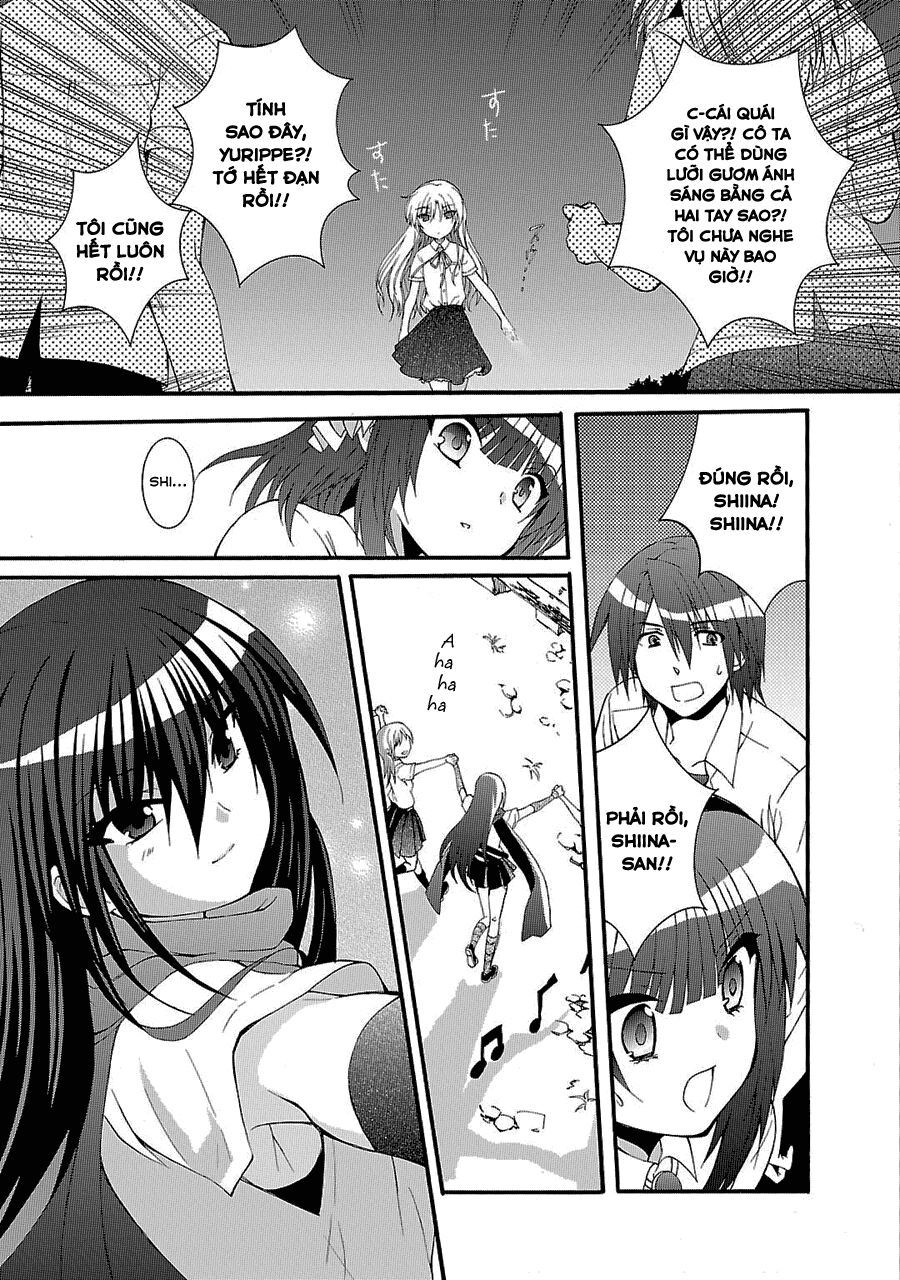 C-CÁI QUÁI
GÌ VẬY?! CÔ TA
CÓ THỂ DÙNG
LƯỠI GƯƠM ÁNH
SÁNG BẰNG CẢ
HAI TAY SAO?!
TÔI CHƯA NGHE
VỤ NÀY BAO
GIỜ!!
TÍNH
SAO ĐÂY,
YURIPPE?!
TỚ HẾT ĐẠN
RỒI!!
TÔI CŨNG
HẾT LUÔN
RỒI!!
すた
すた
ĐÚNG RỒI,
SHIINA!
SHIINA!!
SHI...
PHẢI RỒI,
SHIINA-
SAN!!
A
ha
ha
ha